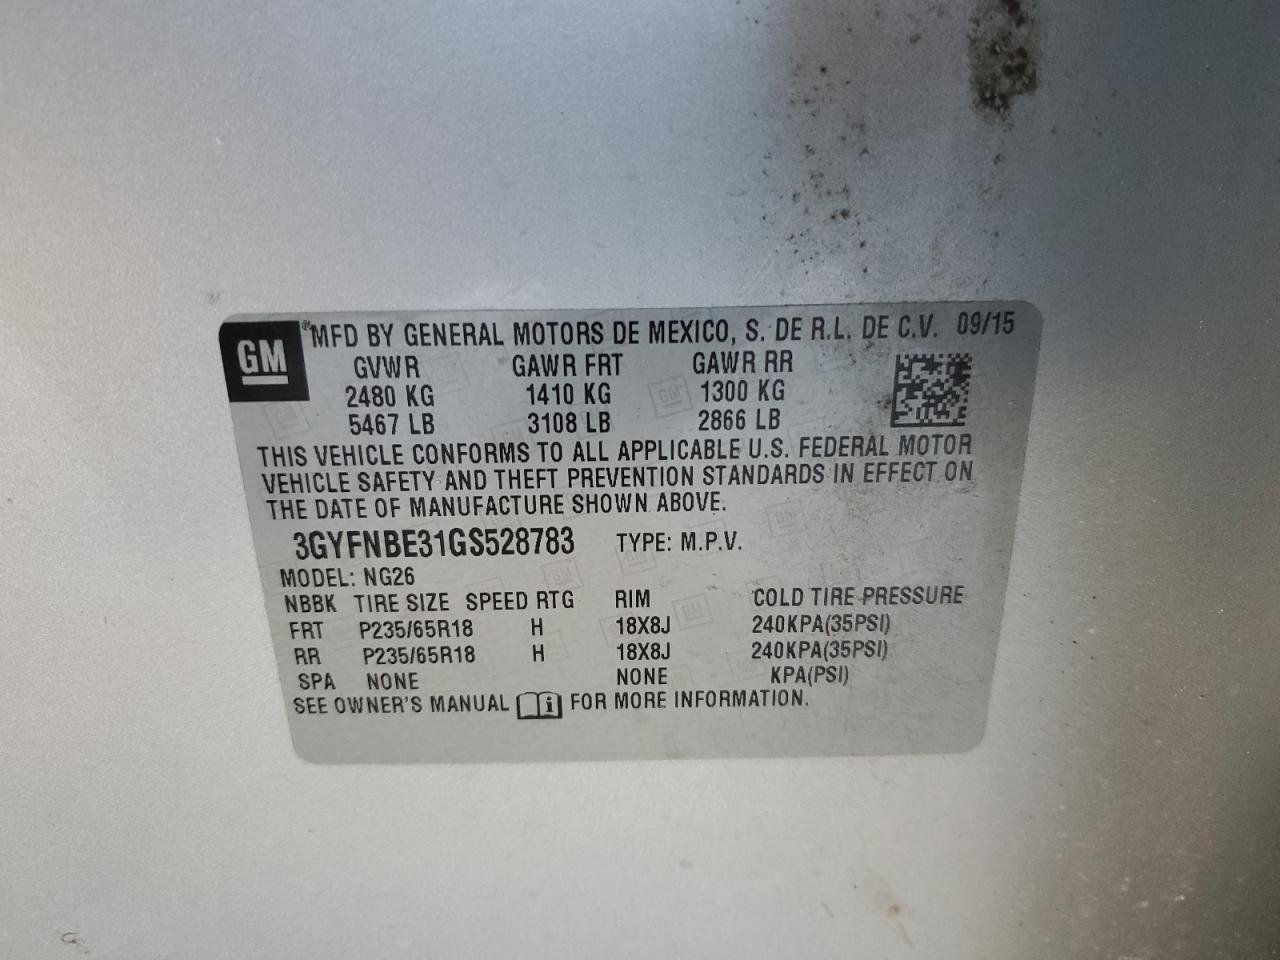 GM
® MFD BY GENERAL MOTORS DE MEXICO, S. DE R.L. DE C.V. 09/15
GVWR GAWR FRT GAWR RR
2480 KG 1410 KG 1300 KG
5467 LB 3108 LB 2866 LB
THIS VEHICLE CONFORMS TO ALL APPLICABLE U.S. FEDERAL MOTOR
VEHICLE SAFETY AND THEFT PREVENTION STANDARDS IN EFFECT ON
THE DATE OF MANUFACTURE SHOWN ABOVE.
3GYFNBE31GS528783 TYPE: M.P.V.
MODEL: NG26
NBBK TIRE SIZE SPEED RTG RIM COLD TIRE PRESSURE
FRT P235/65R18 H 18X8J 240KPA(35PSI)
RR P235/65R18 H 18X8J 240KPA(35PSI)
SPA NONE NONE KPA(PSI)
SEE OWNER'S MANUAL i FOR MORE INFORMATION.